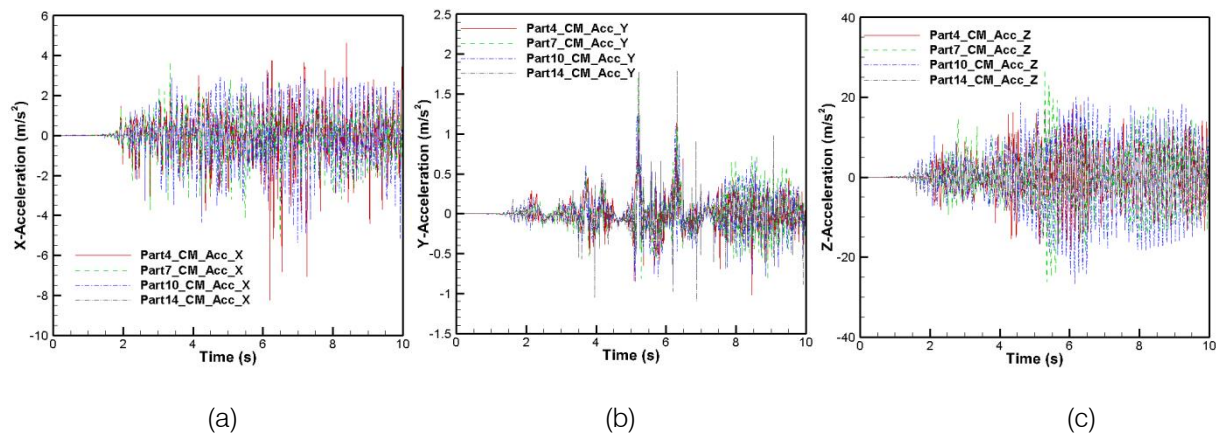 6
4
2
0
-2
-4
-6
-8
-10
X-Acceleration (m/s²)
Part4_CM_Acc_X
Part7_CM_Acc_X
Part10_CM_Acc_X
Part14_CM_Acc_X
0 2 4 6 8 10
Time (s)
(a)
2.5
2
1.5
1
0.5
0
-0.5
-1
-1.5
Y-Acceleration (m/s²)
Part4_CM_Acc_Y
Part7_CM_Acc_Y
Part10_CM_Acc_Y
Part14_CM_Acc_Y
0 2 4 6 8 10
Time (s)
(b)
40
20
0
-20
-40
Z-Acceleration (m/s²)
Part4_CM_Acc_Z
Part7_CM_Acc_Z
Part10_CM_Acc_Z
Part14_CM_Acc_Z
0 2 4 6 8 10
Time (s)
(c)